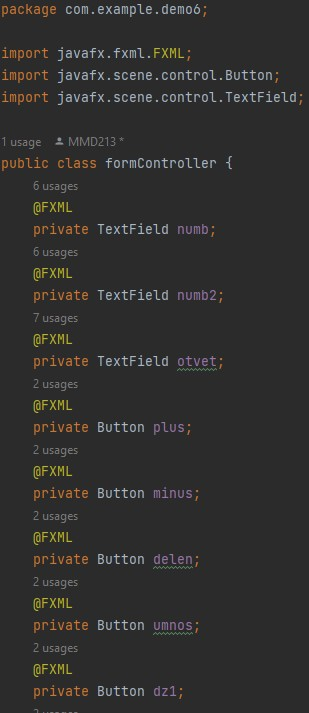 package com.example.demo6;
import javafx.fxml.FXML;
import javafx.scene.control.Button;
import javafx.scene.control.TextField;
1 usage MMD213 *
public class formController {
6 usages
@FXML
private TextField numb;
6 usages
@FXML
private TextField numb2;
7 usages
@FXML
private TextField otvet;
2 usages
@FXML
private Button plus;
2 usages
@FXML
private Button minus;
2 usages
@FXML
private Button delen;
2 usages
@FXML
private Button umnos;
2 usages
@FXML
private Button dz1;
2 usages